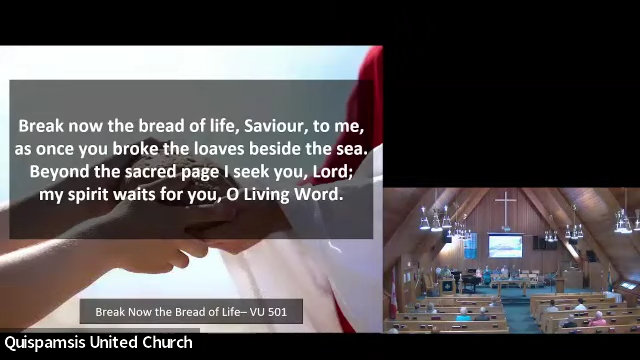 Break now the bread of life, Saviour, to me,
as once you broke the loaves beside the sea.
Beyond the sacred page I seek you, Lord;
my spirit waits for you, O Living Word.
Break Now the Bread of Life– VU 501
Quispamsis United Church